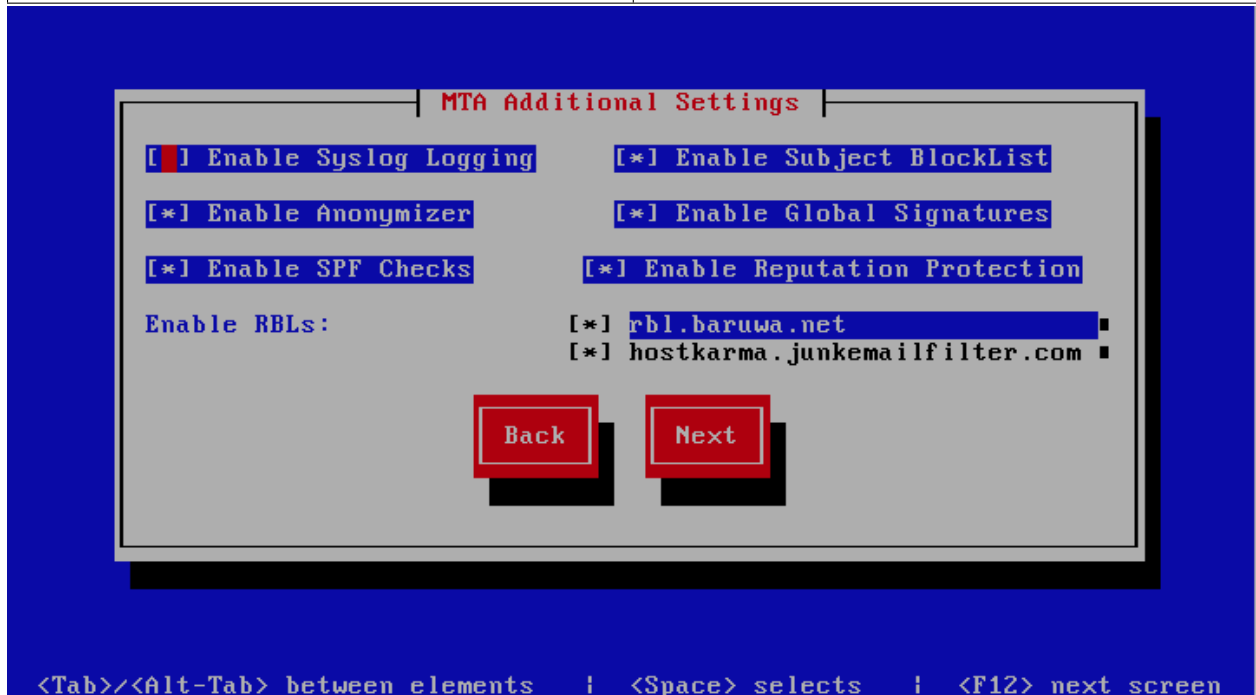 MTA Additional Settings
[ ] Enable Syslog Logging [*] Enable Subject BlockList
[*] Enable Anonymizer [*] Enable Global Signatures
[*] Enable SPF Checks [*] Enable Reputation Protection
Enable RBLs: [*] rbl.baruwa.net
[*] hostkarma.junkemailfilter.com
Back Next
<Tab>/<Alt-Tab> between elements | <Space> selects | <F12> next screen